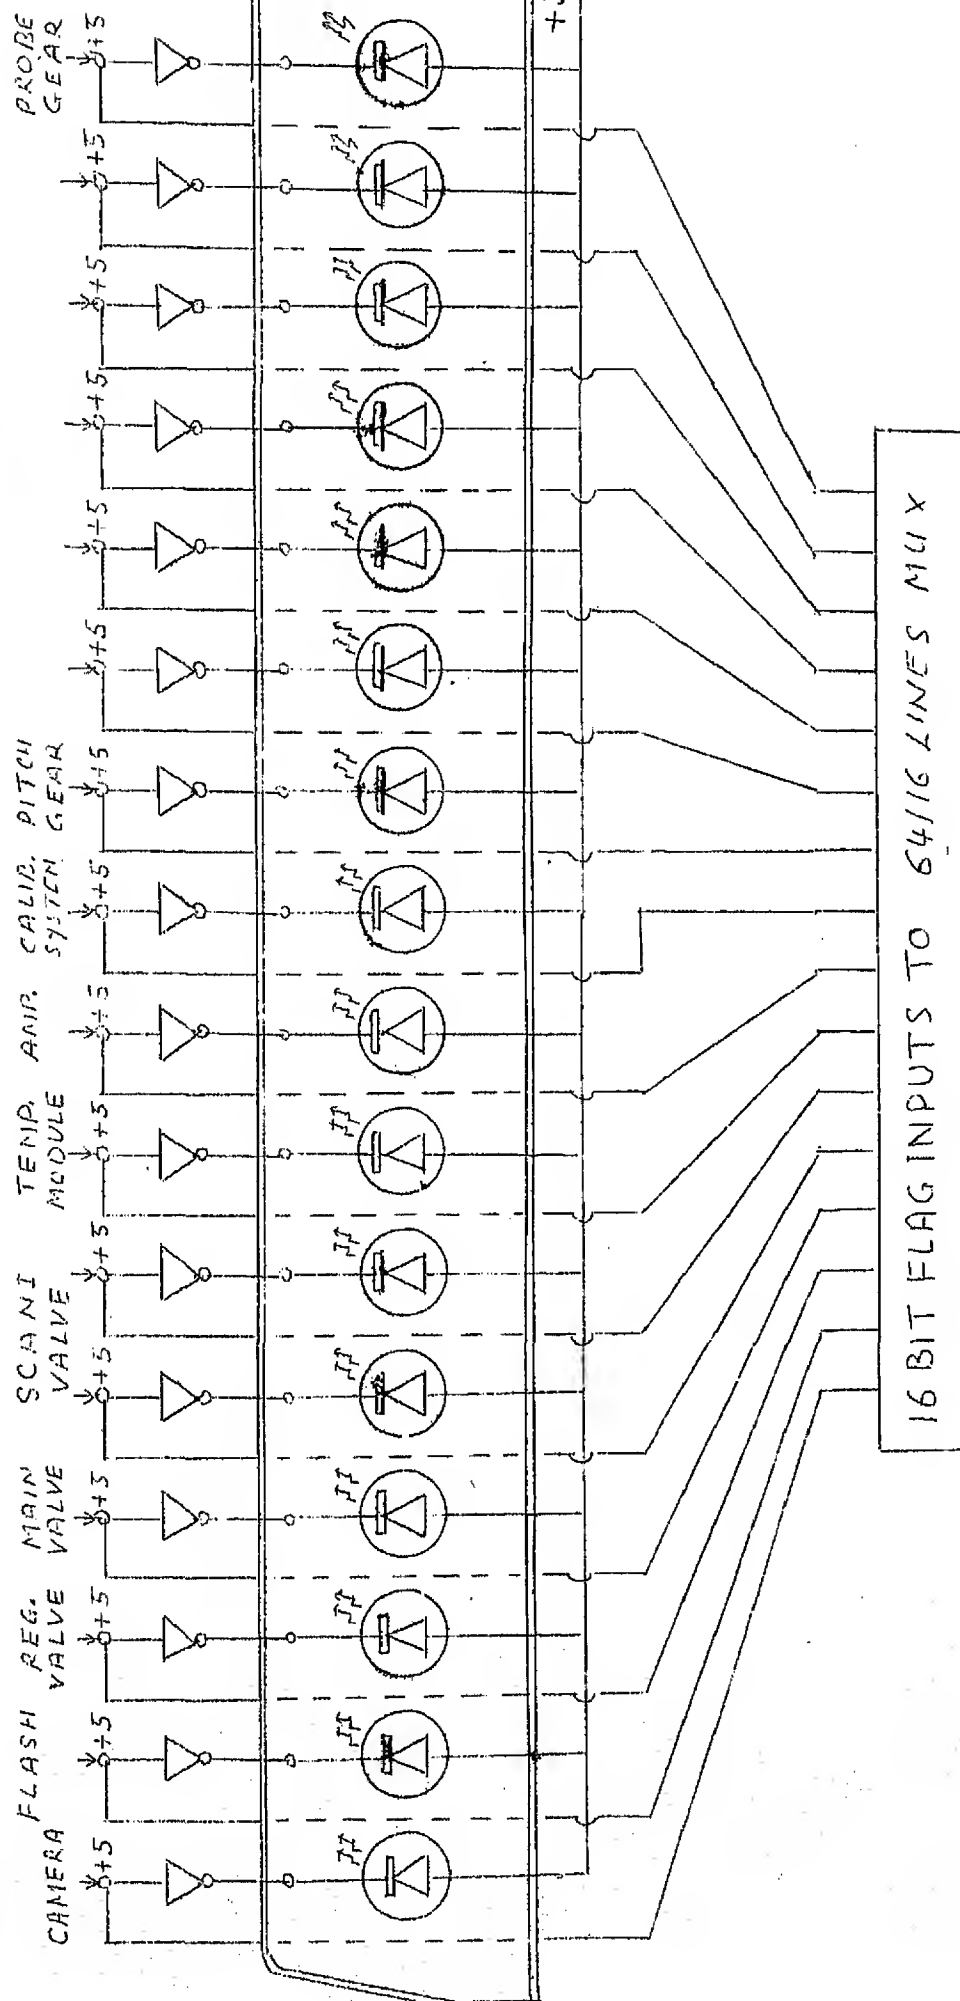 CAMERA
FLASH
REG.
VALVE
MAIN
VALVE
SCANI
VALVE
TEMP.
MODULE
AMP.
CALIB.
SYSTEM
PITCH
GEAR
PROBE
GEAR
+5 +5 +5 +5 +5 +5 +5 +5 +5 +5 +5 +5 +5 +5 +5 +5
16 BIT FLAG INPUTS TO 64/16 LINES MUX